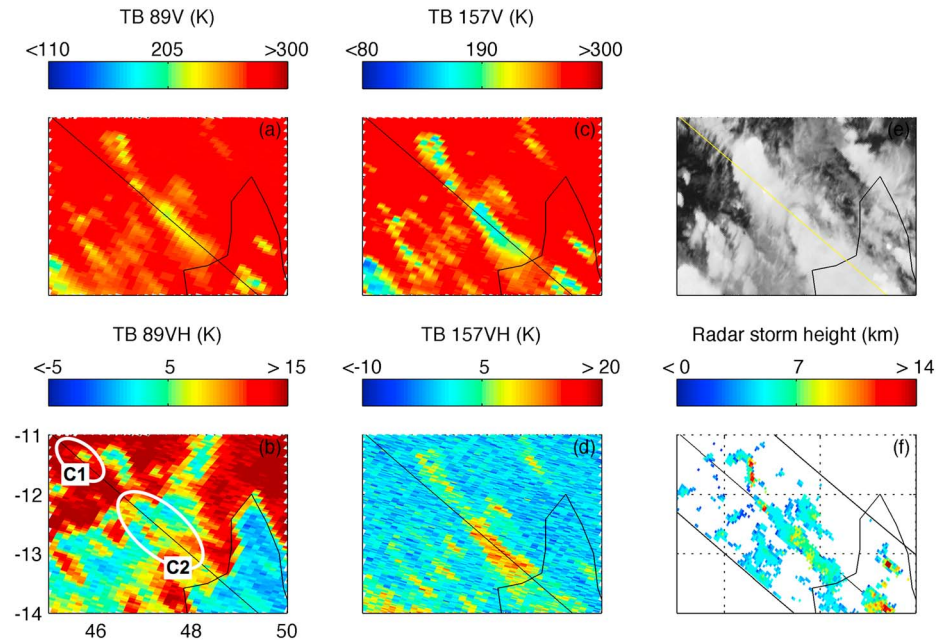 TB 89V (K)
<110 205 >300
(a)
TB 157V (K)
<80 190 >300
(c)
(e)
TB 89VH (K)
<-5 5 > 15
(b)
C1
C2
-11
-12
-13
-14
46 48 50
TB 157VH (K)
<-10 5 > 20
(d)
Radar storm height (km)
< 0 7 > 14
(f)